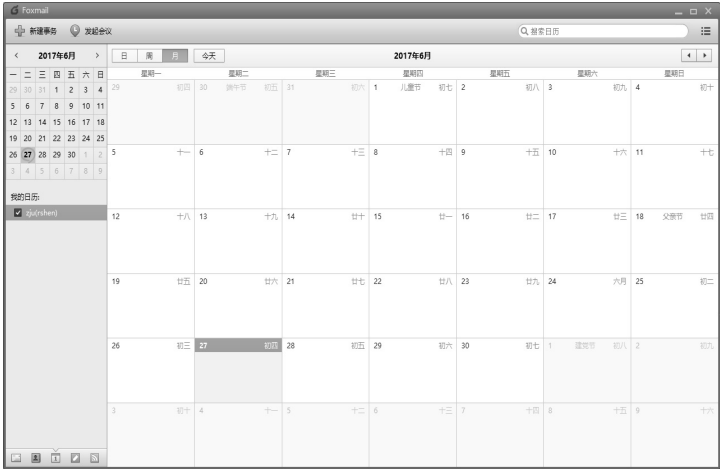 Foxmail
新建事务 发起会议 搜索日历
< 2017年6月 > 日 周 月 今天 2017年6月
一 二 三 四 五 六 日
29 30 31 1 2 3 4
5 6 7 8 9 10 11
12 13 14 15 16 17 18
19 20 21 22 23 24 25
26 27 28 29 30 1 2
3 4 5 6 7 8 9
我的日历:
zju(rshen)
星期一 星期二 星期三 星期四 星期五 星期六 星期日
29 初四 30 端午节 初五 31 初六 1 儿童节 初七 2 初八 3 初九 4 初十
5 十一 6 十二 7 十三 8 十四 9 十五 10 十六 11 十七
12 十八 13 十九 14 廿十 15 廿一 16 廿二 17 廿三 18 父亲节 廿四
19 廿五 20 廿六 21 廿七 22 廿八 23 廿九 24 六月 25 初二
26 初三 27 初四 28 初五 29 初六 30 初七 1 建党节 初八 2 初九
3 初十 4 十一 5 十二 6 十三 7 十四 8 十五 9 十六